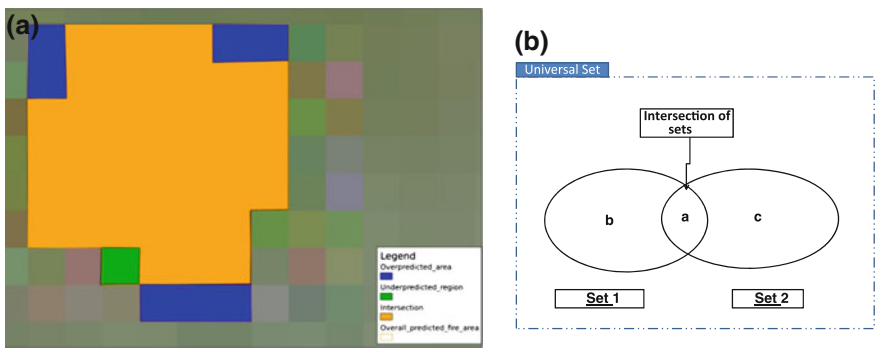 (a)
Legend
Overpredicted_area
Underpredicted_region
Intersection
Overall_predicted_fire_area
(b)
Universal Set
Intersection of
sets
b
a
c
Set 1
Set 2